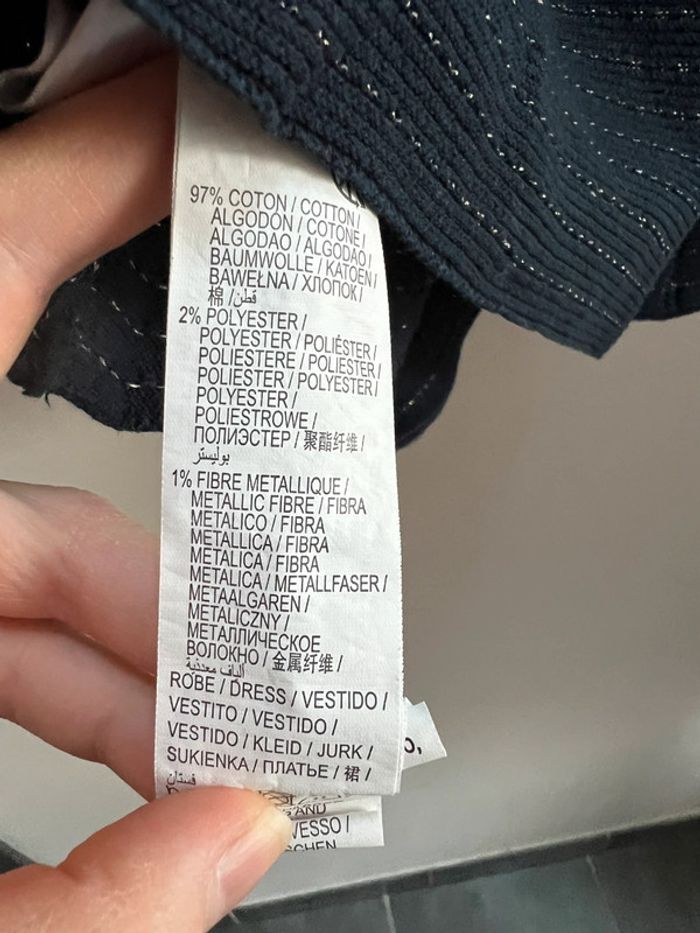 97% COTON / COTTON /
ALGODÓN / COTONE /
ALGODAO / ALGODÃO /
BAUMWOLLE / KATOEN /
BAWEŁNA / ХЛОПОК /
棉 / قطن /
2% POLYESTER /
POLYESTER / POLIÉSTER /
POLIESTERE / POLIESTER /
POLIESTER / POLYESTER /
POLYESTER /
POLIESTROWE /
ПОЛИЭСТЕР / 聚酯纤维 /
بوليستر
1% FIBRE METALLIQUE /
METALLIC FIBRE / FIBRA
METALICO / FIBRA
METALLICA / FIBRA
METALICA / FIBRA
METALICA / METALLFASER /
METAALGAREN /
METALICZNY /
МЕТАЛЛИЧЕСКОЕ
ВОЛОКНО / 金属纤维 /
ألياف معدنية
ROBE / DRESS / VESTIDO /
VESTITO / VESTIDO /
VESTIDO / KLEID / JURK /
SUKIENKA / ПЛАТЬЕ / 裙 /
فستان